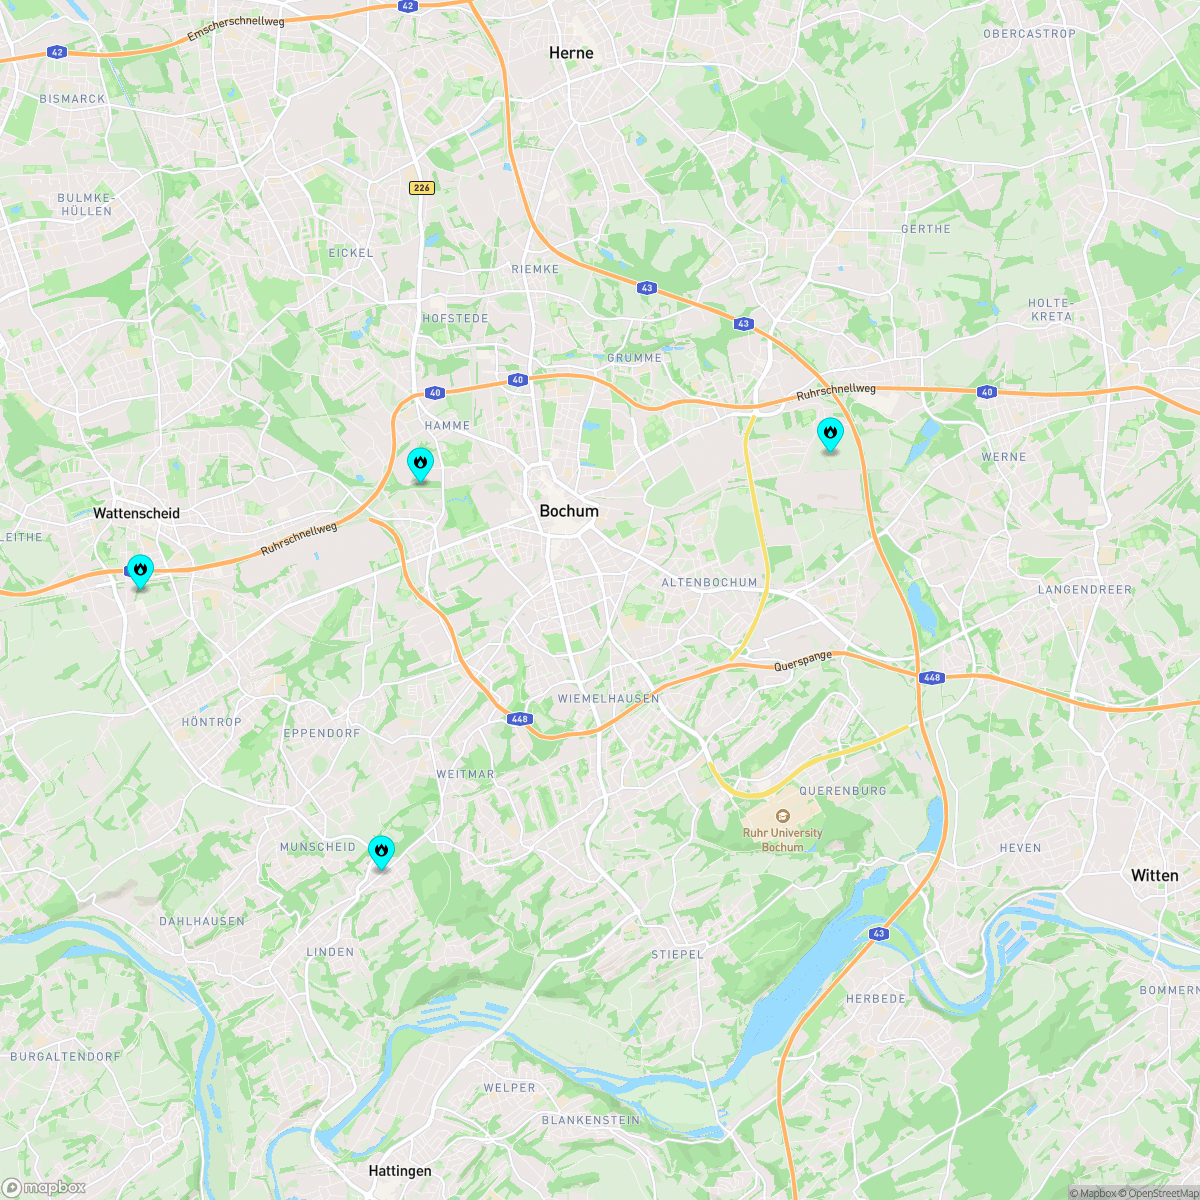 42
Emscherschnellweg
42
Herne
OBERCASTROP
BISMARCK
226
BULMKE-
HÜLLEN
GERTHE
EICKEL
RIEMKE
43
HOLTE-
KRETA
HOFSTEDE
43
GRUMME
40
40
Ruhrschnellweg
40
HAMME
WERNE
Wattenscheid
Bochum
LEITHE
Ruhrschnellweg
ALTENBOCHUM
LANGENDREER
Querspange
448
WIEMELHAUSEN
HÖNTROP
448
EPPENDORF
WEITMAR
QUERENBURG
Ruhr University
Bochum
MUNSCHEID
HEVEN
Witten
DAHLHAUSEN
43
LINDEN
STIEPEL
BOMMERN
HERBEDE
BURGALTENDORF
WELPER
BLANKENSTEIN
Hattingen
mapbox
© Mapbox © OpenStreetMap